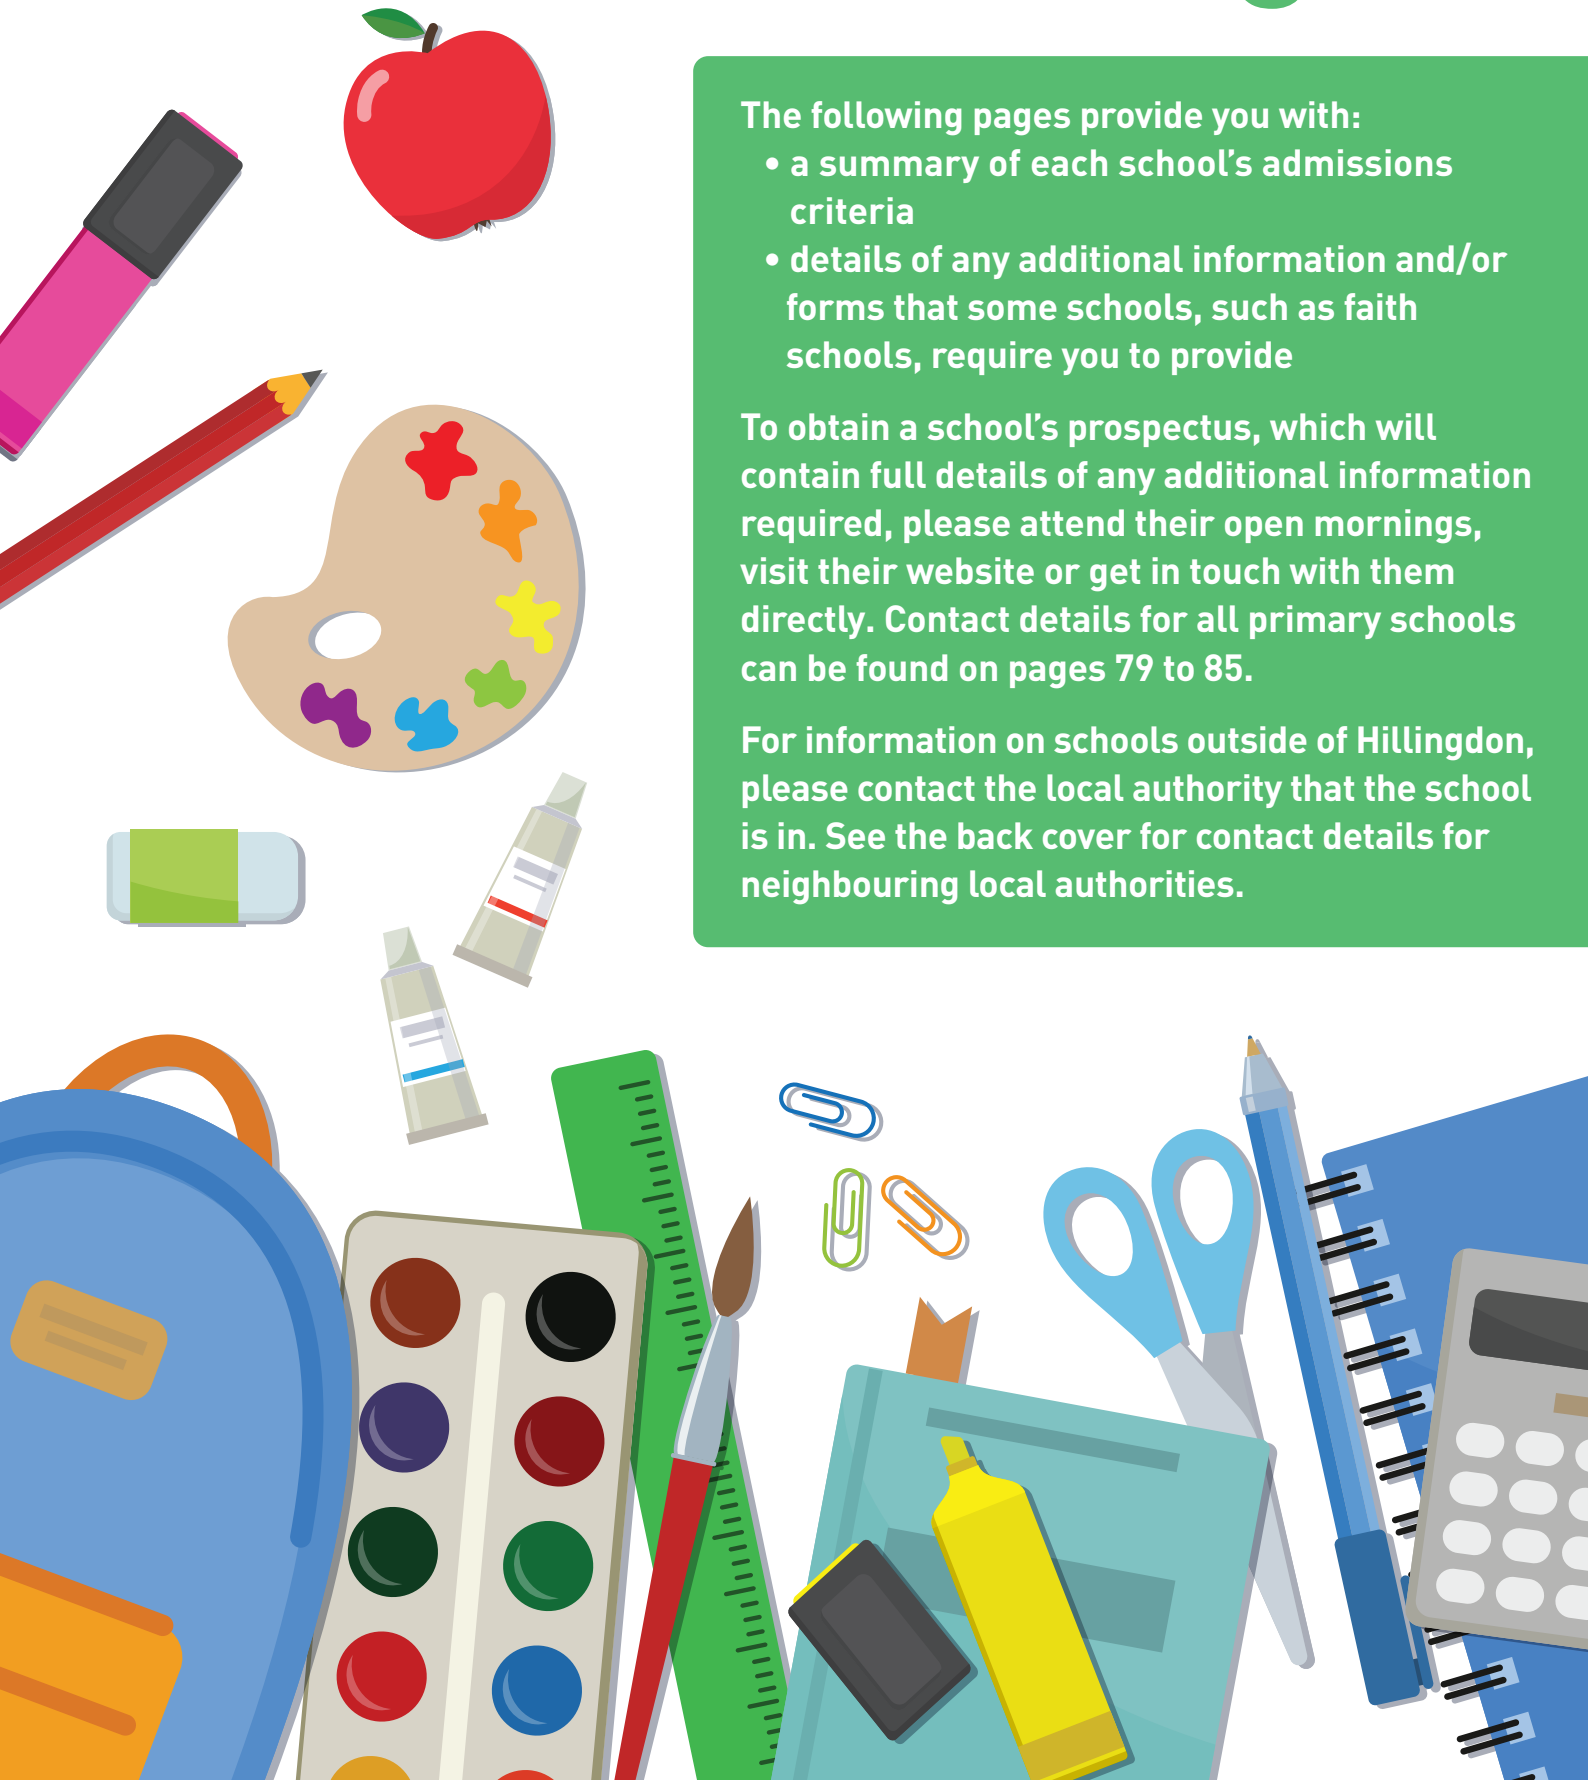 The following pages provide you with:
• a summary of each school’s admissions
criteria
• details of any additional information and/or
forms that some schools, such as faith
schools, require you to provide
To obtain a school’s prospectus, which will
contain full details of any additional information
required, please attend their open mornings,
visit their website or get in touch with them
directly. Contact details for all primary schools
can be found on pages 79 to 85.
For information on schools outside of Hillingdon,
please contact the local authority that the school
is in. See the back cover for contact details for
neighbouring local authorities.